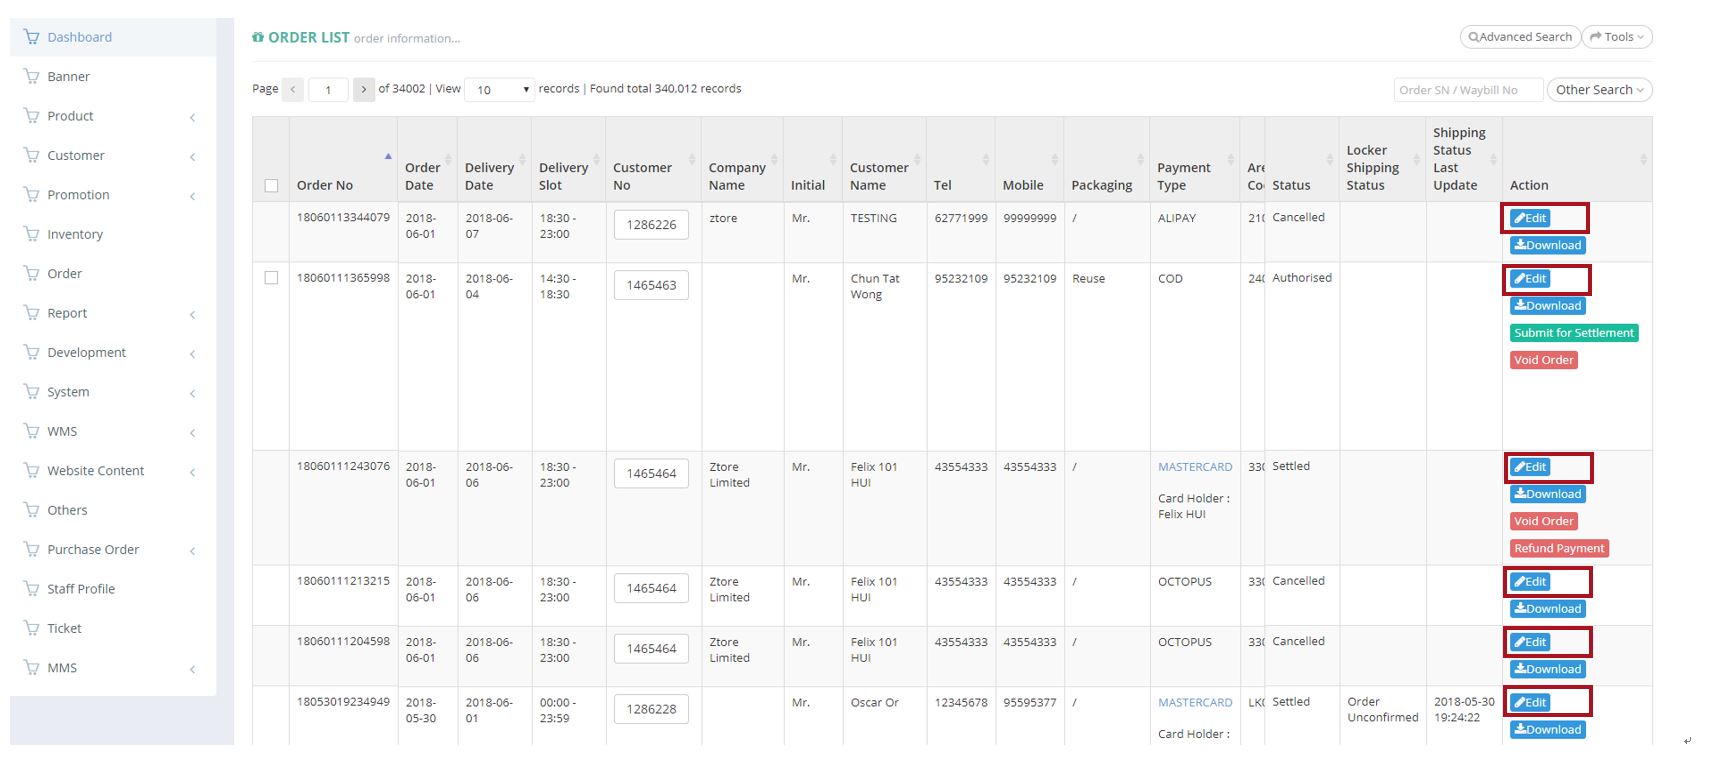 Dashboard
Banner
Product
Customer
Promotion
Inventory
Order
Report
Development
System
WMS
Website Content
Others
Purchase Order
Staff Profile
Ticket
MMS
ORDER LIST order information...
Advanced Search Tools
Page < 1 > of 34002 | View 10 records | Found total 340,012 records
Order SN / Waybill No Other Search
Order No
Order
Date
Delivery
Date
Delivery
Slot
Customer
No
Company
Name
Initial
Customer
Name
Tel
Mobile
Packaging
Payment
Type
Are
Co
Status
Locker
Shipping
Status
Shipping
Status
Last
Update
Action
18060113344079
2018-
06-01
2018-06-
07
18:30 -
23:00
1286226
ztore
Mr.
TESTING
62771999
99999999
/
ALIPAY
210
Cancelled
Edit
Download
18060111365998
2018-
06-01
2018-06-
04
14:30 -
18:30
1465463
Mr.
Chun Tat
Wong
95232109
95232109
Reuse
COD
240
Authorised
Edit
Download
Submit for Settlement
Void Order
18060111243076
2018-
06-01
2018-06-
06
18:30 -
23:00
1465464
Ztore
Limited
Mr.
Felix 101
HUI
43554333
43554333
/
MASTERCARD
Card Holder :
Felix HUI
330
Settled
Edit
Download
Void Order
Refund Payment
18060111213215
2018-
06-01
2018-06-
06
18:30 -
23:00
1465464
Ztore
Limited
Mr.
Felix 101
HUI
43554333
43554333
/
OCTOPUS
330
Cancelled
Edit
Download
18060111204598
2018-
06-01
2018-06-
06
18:30 -
23:00
1465464
Ztore
Limited
Mr.
Felix 101
HUI
43554333
43554333
/
OCTOPUS
330
Cancelled
Edit
Download
18053019234949
2018-
05-30
2018-06-
01
00:00 -
23:59
1286228
Mr.
Oscar Or
12345678
95595377
/
MASTERCARD
Card Holder :
LK0
Settled
Order
Unconfirmed
2018-05-30
19:24:22
Edit
Download